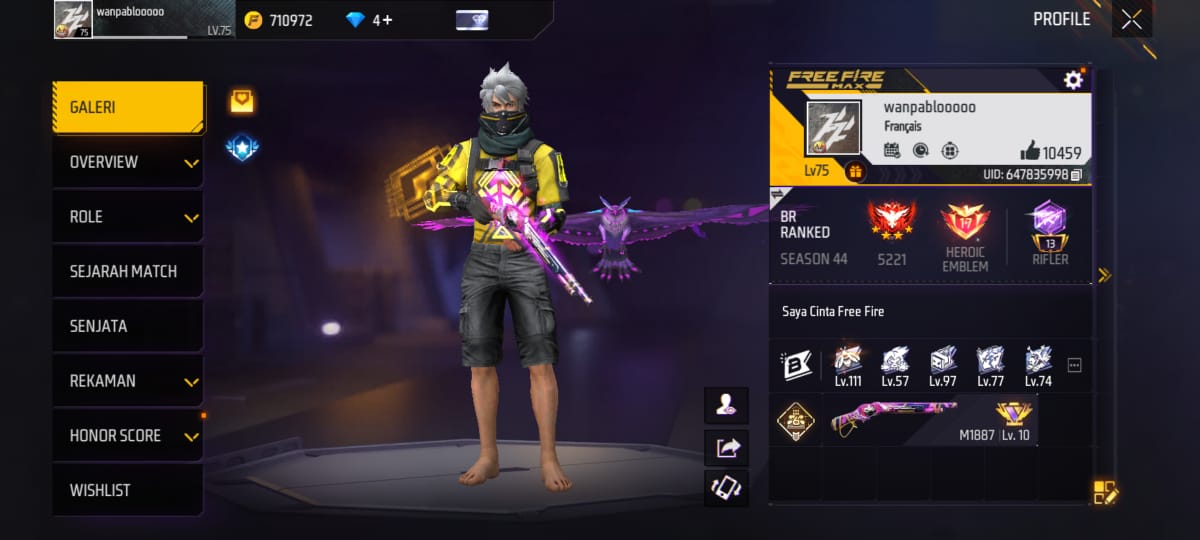 wanpablooooo
75
LV.75
710972
4+
PROFILE
GALERI
OVERVIEW
ROLE
SEJARAH MATCH
SENJATA
REKAMAN
HONOR SCORE
WISHLIST
FREE FIRE
MAX
wanpablooooo
Français
10459
Lv75
UID: 647835998
BR
RANKED
SEASON 44
5221
17
HEROIC
EMBLEM
13
RIFLER
Saya Cinta Free Fire
B
Lv.111
Lv.57
Lv.97
Lv.77
Lv.74
M1887
Lv. 10